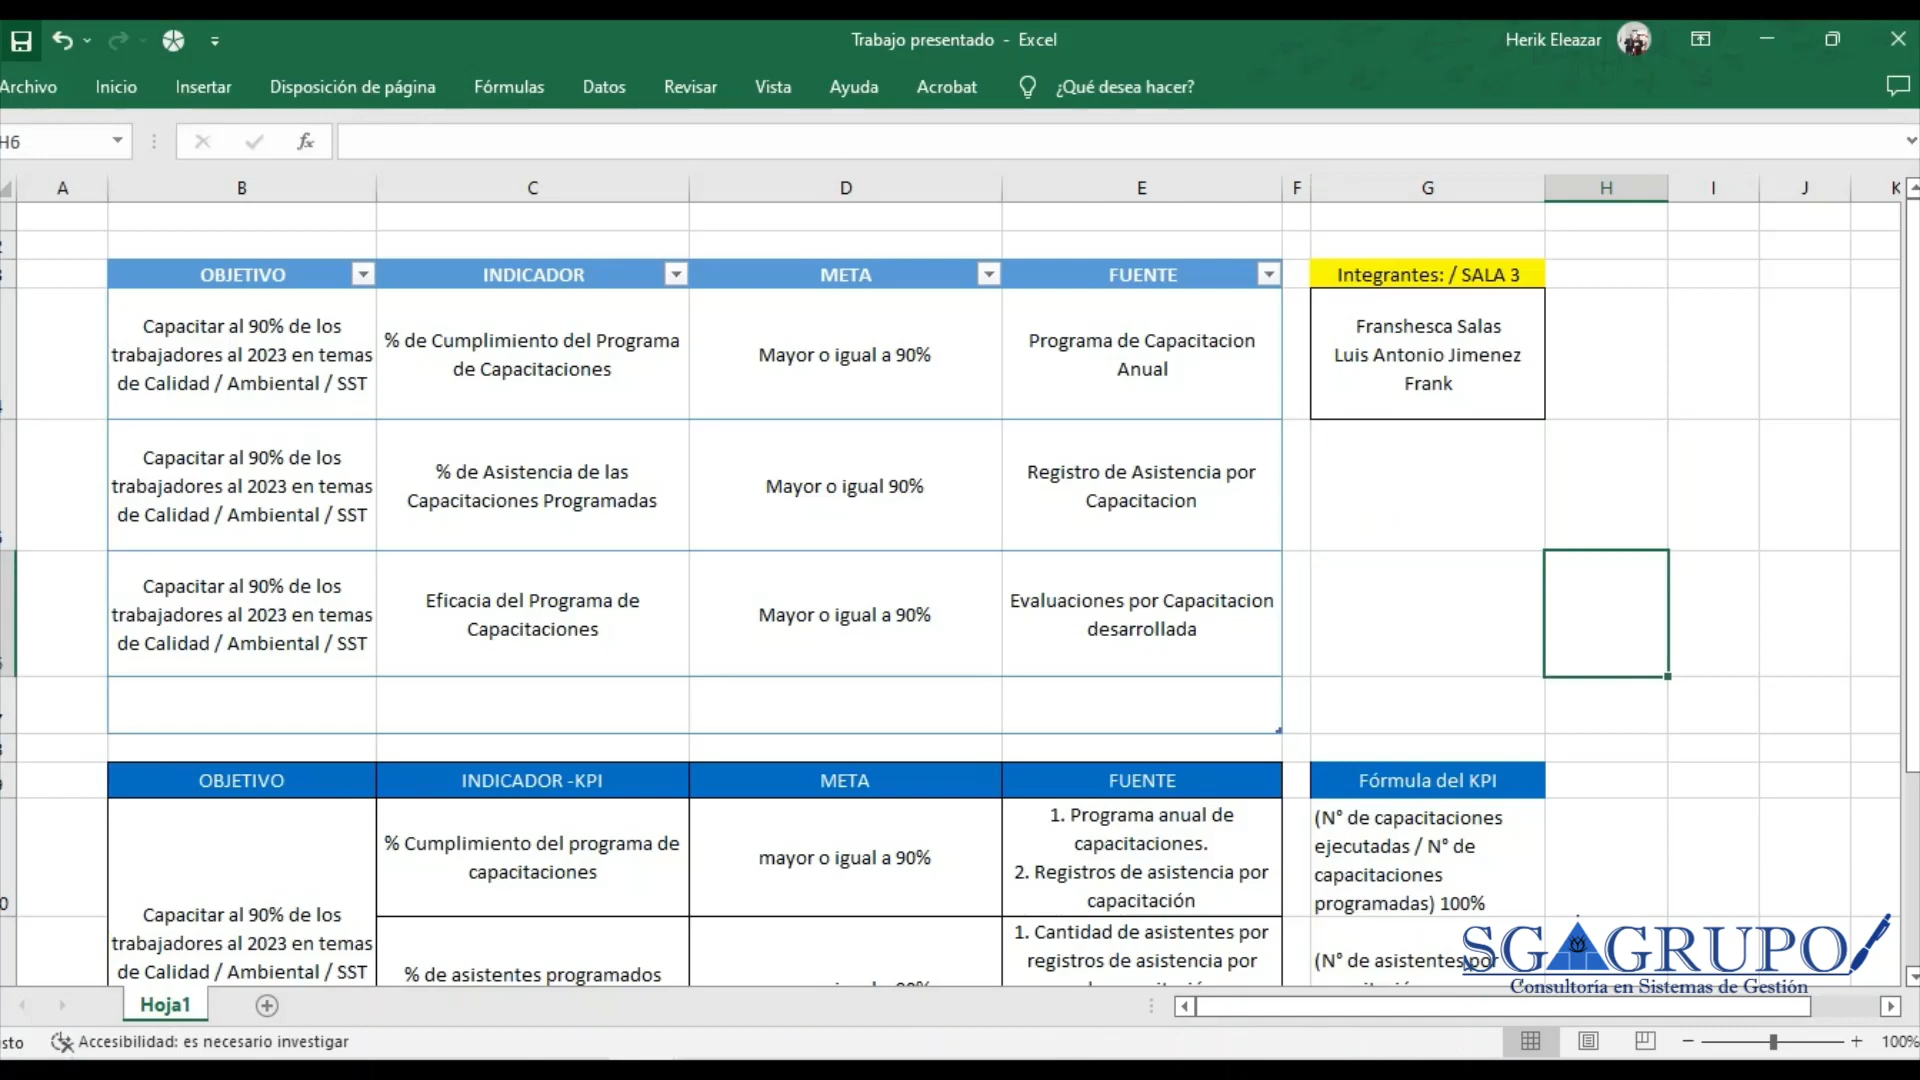 Trabajo presentado - Excel
Herik Eleazar
Archivo
Inicio
Insertar
Disposición de página
Fórmulas
Datos
Revisar
Vista
Ayuda
Acrobat
¿Qué desea hacer?
H6
fx
A
B
C
D
E
F
G
H
I
J
K
OBJETIVO
INDICADOR
META
FUENTE
Integrantes: / SALA 3
Capacitar al 90% de los
trabajadores al 2023 en temas
de Calidad / Ambiental / SST
% de Cumplimiento del Programa
de Capacitaciones
Mayor o igual a 90%
Programa de Capacitacion
Anual
Franshesca Salas
Luis Antonio Jimenez
Frank
Capacitar al 90% de los
trabajadores al 2023 en temas
de Calidad / Ambiental / SST
% de Asistencia de las
Capacitaciones Programadas
Mayor o igual 90%
Registro de Asistencia por
Capacitacion
Capacitar al 90% de los
trabajadores al 2023 en temas
de Calidad / Ambiental / SST
Eficacia del Programa de
Capacitaciones
Mayor o igual a 90%
Evaluaciones por Capacitacion
desarrollada
OBJETIVO
INDICADOR -KPI
META
FUENTE
Fórmula del KPI
Capacitar al 90% de los
trabajadores al 2023 en temas
de Calidad / Ambiental / SST
% Cumplimiento del programa de
capacitaciones
mayor o igual a 90%
1. Programa anual de
capacitaciones.
2. Registros de asistencia por
capacitación
(N° de capacitaciones
ejecutadas / N° de
capacitaciones
programadas) 100%
% de asistentes programados
1. Cantidad de asistentes por
registros de asistencia por
(N° de asistentes por
SGAGRUPO
Consultoría en Sistemas de Gestión
Hoja1
Accesibilidad: es necesario investigar
100%